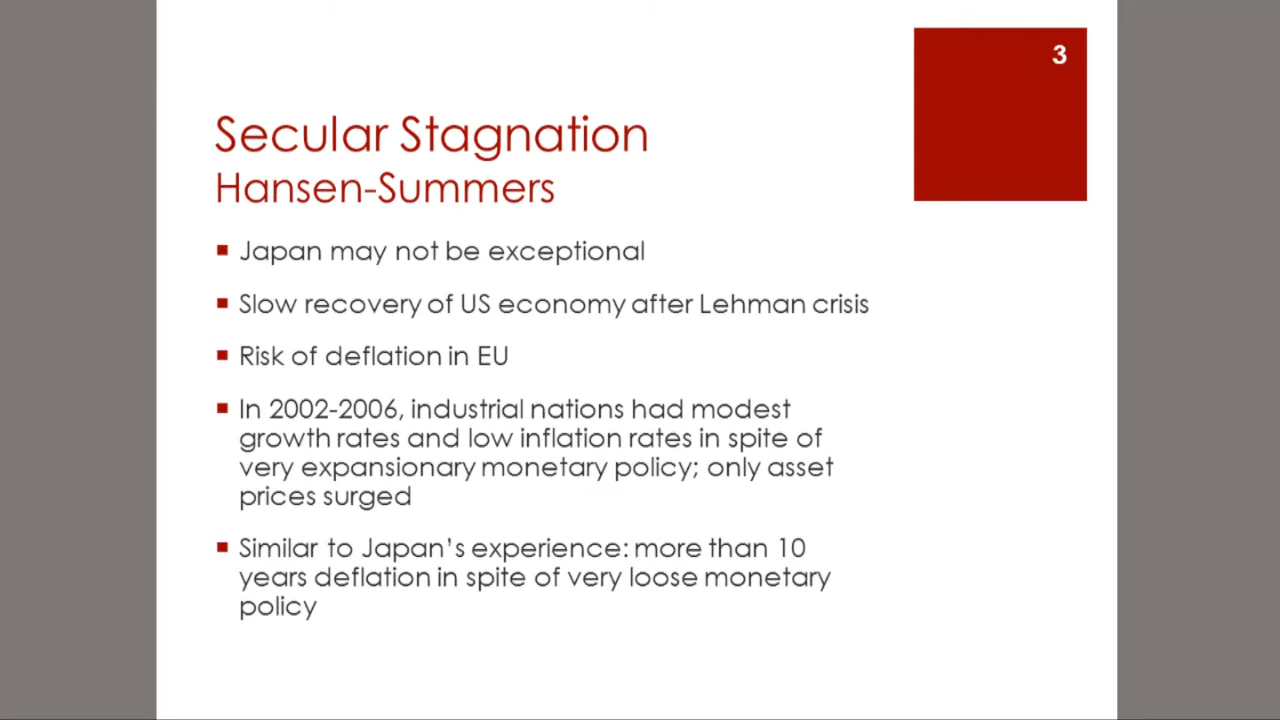 3
Secular Stagnation
Hansen-Summers
Japan may not be exceptional
Slow recovery of US economy after Lehman crisis
Risk of deflation in EU
In 2002-2006, industrial nations had modest
growth rates and low inflation rates in spite of
very expansionary monetary policy; only asset
prices surged
Similar to Japan's experience: more than 10
years deflation in spite of very loose monetary
policy